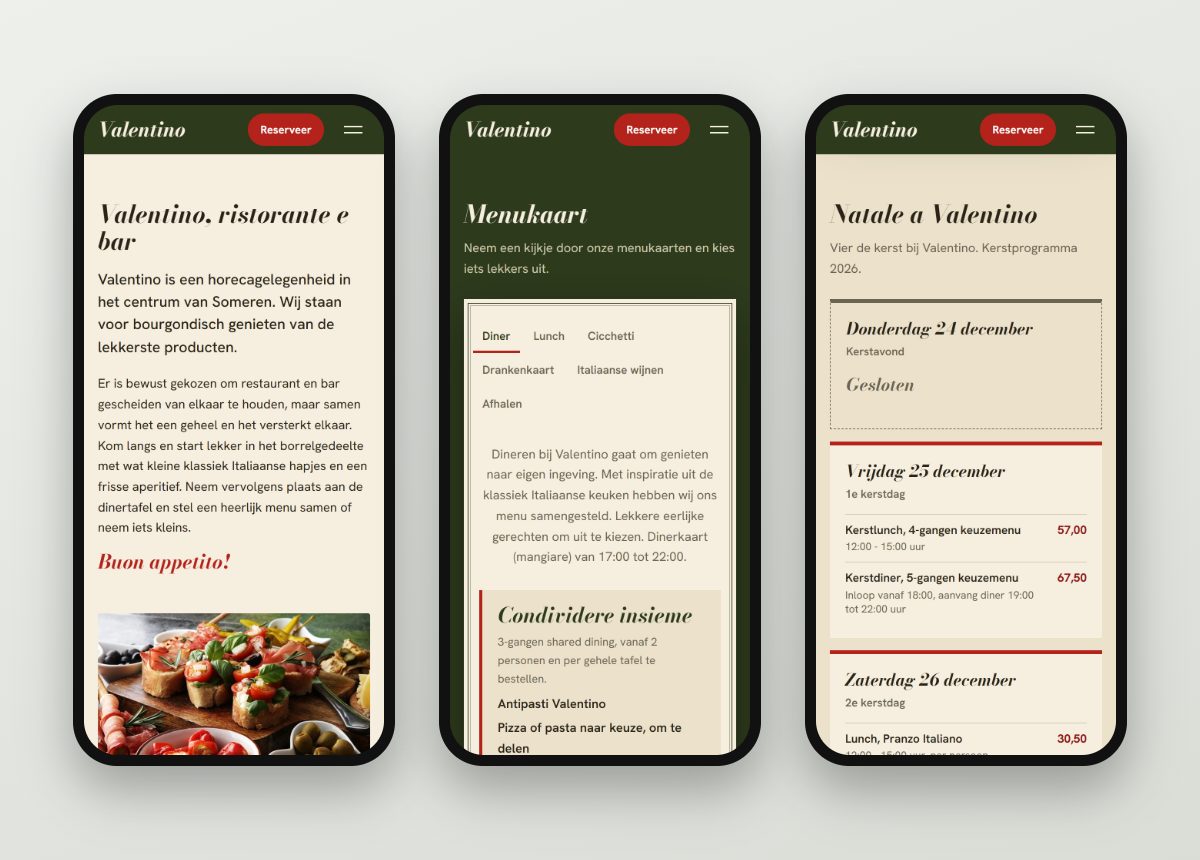 Valentino
Reserveer
Valentino, ristorante e
bar
Valentino is een horecagelegenheid in
het centrum van Someren. Wij staan
voor bourgondisch genieten van de
lekkerste producten.
Er is bewust gekozen om restaurant en bar
gescheiden van elkaar te houden, maar samen
vormt het een geheel en het versterkt elkaar.
Kom langs en start lekker in het borrelgedeelte
met wat kleine klassiek Italiaanse hapjes en een
frisse aperitief. Neem vervolgens plaats aan de
dinertafel en stel een heerlijk menu samen of
neem iets kleins.
Buon appetito!
Valentino
Reserveer
Menukaart
Neem een kijkje door onze menukaarten en kies
iets lekkers uit.
Diner Lunch Cicchetti
Drankenkaart Italiaanse wijnen
Afhalen
Dineren bij Valentino gaat om genieten
naar eigen ingeving. Met inspiratie uit de
klassiek Italiaanse keuken hebben wij ons
menu samengesteld. Lekkere eerlijke
gerechten om uit te kiezen. Dinerkaart
(mangiare) van 17:00 tot 22:00.
Condividere insieme
3-gangen shared dining, vanaf 2
personen en per gehele tafel te
bestellen.
Antipasti Valentino
Pizza of pasta naar keuze, om te
delen
Valentino
Reserveer
Natale a Valentino
Vier de kerst bij Valentino. Kerstprogramma
2026.
Donderdag 24 december
Kerstavond
Gesloten
Vrijdag 25 december
1e kerstdag
Kerstlunch, 4-gangen keuzemenu 57,00
12:00 - 15:00 uur
Kerstdiner, 5-gangen keuzemenu 67,50
Inloop vanaf 18:00, aanvang diner 19:00
tot 22:00 uur
Zaterdag 26 december
2e kerstdag
Lunch, Pranzo Italiano 30,50
12:00 - 15:00 uur, per persoon